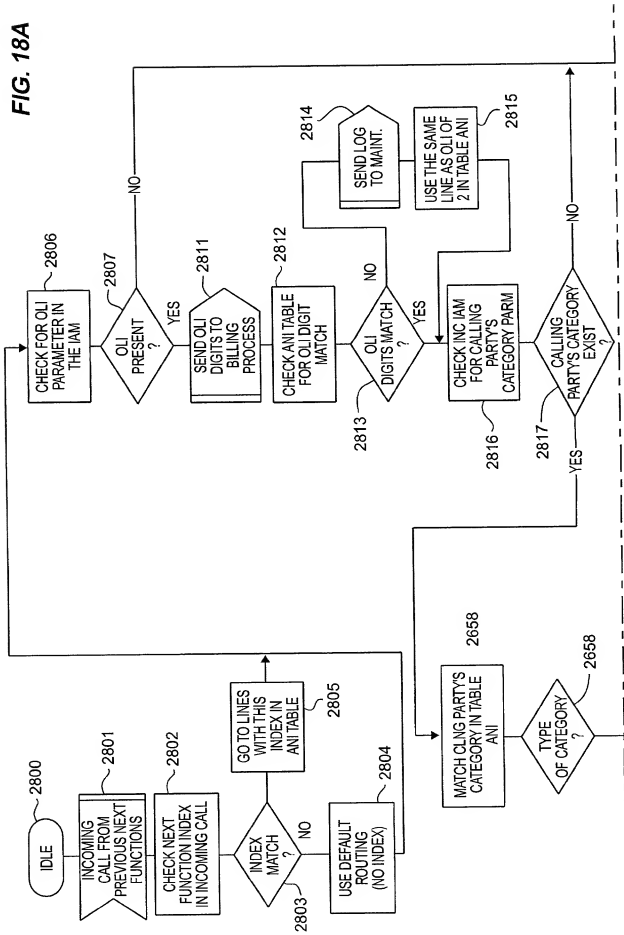 FIG. 18A
2800
IDLE
2801
INCOMING
CALL FROM
PREVIOUS NEXT
FUNCTIONS
2802
CHECK NEXT
FUNCTION INDEX
IN INCOMING CALL
INDEX
MATCH
?
2803
NO
GO TO LINES
WITH THIS
INDEX IN
ANI TABLE
2805
2804
USE DEFAULT
ROUTING
(NO INDEX)
2806
CHECK FOR OLI
PARAMETER IN
THE IAM
2807
OLI
PRESENT
?
NO
YES
2811
SEND OLI
DIGITS TO
BILLING
PROCESS
2812
CHECK ANI TABLE
FOR OLI DIGIT
MATCH
OLI
DIGITS MATCH
?
2813
NO
YES
2814
SEND LOG
TO MAINT.
USE THE SAME
LINE AS OLI OF
2 IN TABLE ANI
2815
CHECK INC IAM
FOR CALLING
PARTY'S
CATEGORY PARM
2816
CALLING
PARTY'S CATEGORY
EXIST
?
2817
NO
YES
2658
MATCH CLNG PARTY'S
CATEGORY IN TABLE
ANI
TYPE
OF CATEGORY
?
2658